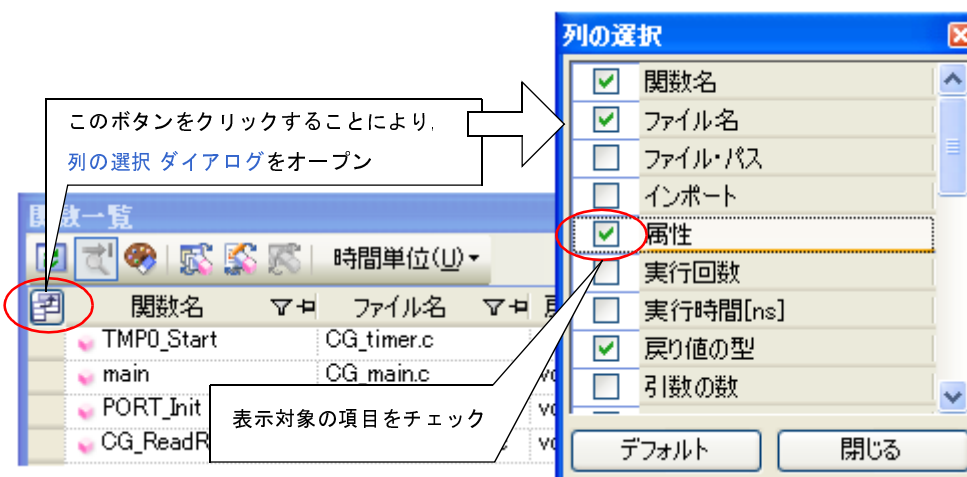 列の選択
関数名
ファイル名
ファイル・パス
インポート
属性
実行回数
実行時間[ns]
戻り値の型
引数の数
デフォルト
閉じる
このボタンをクリックすることにより,
列の選択 ダイアログをオープン
関数一覧
時間単位(U)
関数名 ファイル名
TMP0_Start CG_timer.c
main CG_main.c
PORT_Init
CG_ReadR
表示対象の項目をチェック